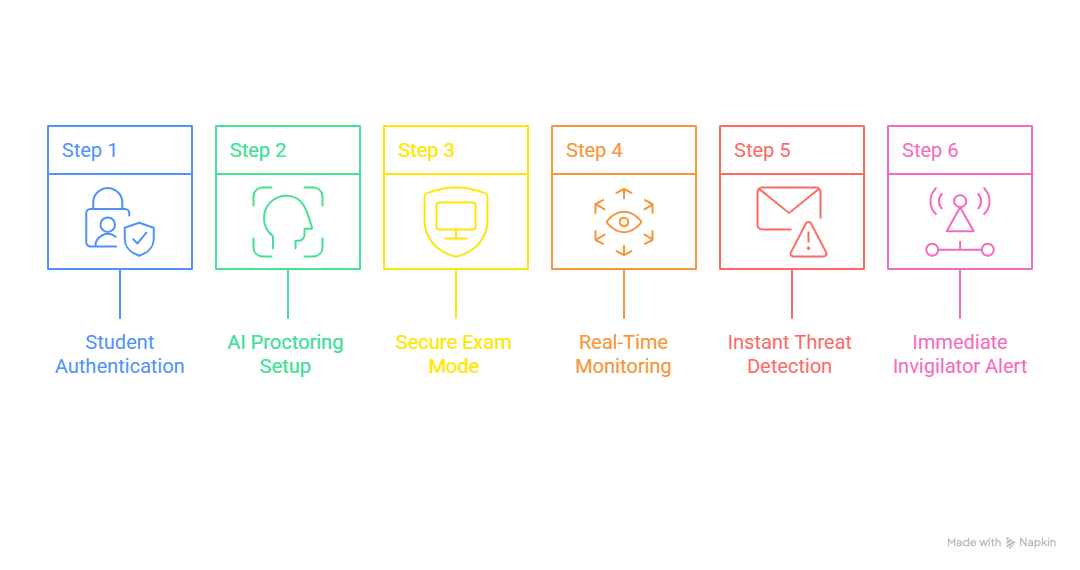 Step 1
Step 2
Step 3
Step 4
Step 5
Step 6
Student
Authentication
AI Proctoring
Setup
Secure Exam
Mode
Real-Time
Monitoring
Instant Threat
Detection
Immediate
Invigilator Alert
Made with Napkin